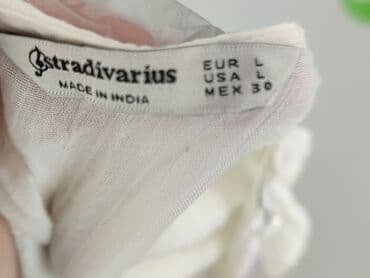 stradivarius
MADE IN INDIA
EUR L
USA L
MEX 30